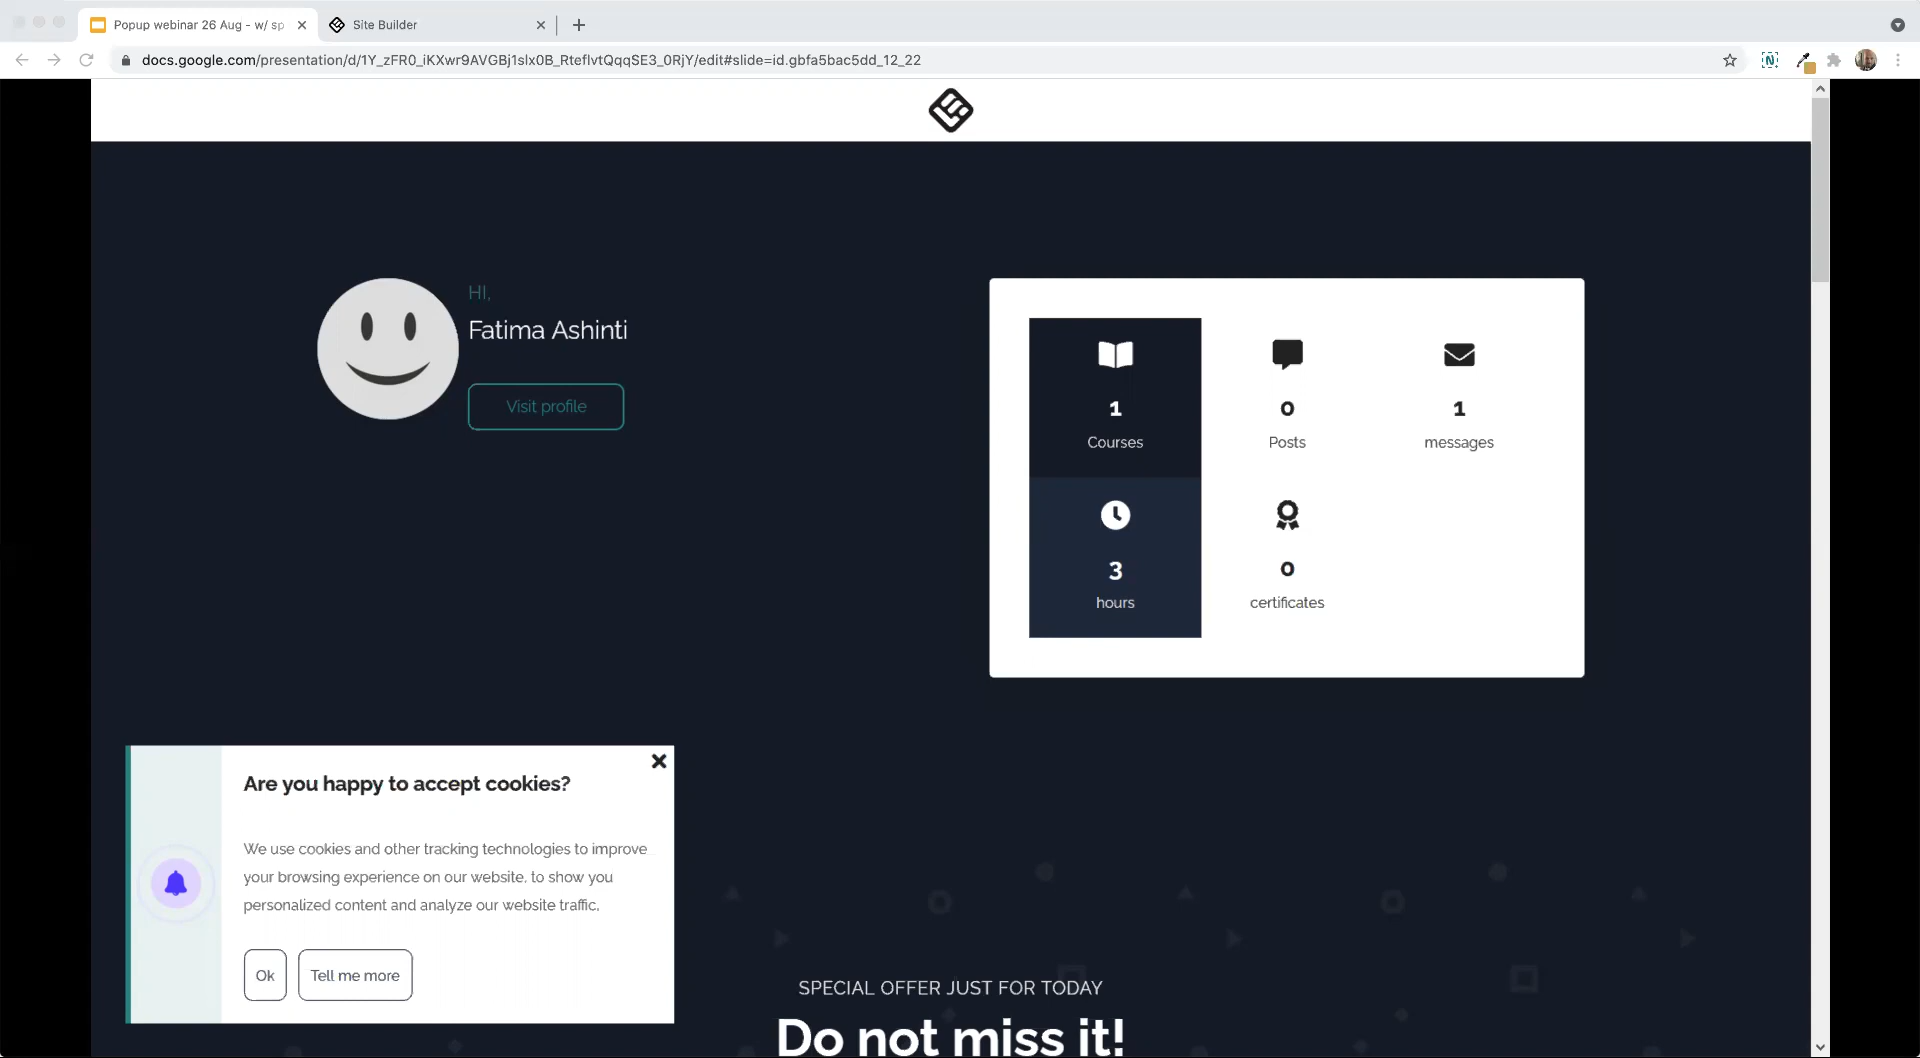 Popup webinar 26 Aug - w/ sp
Site Builder
docs.google.com/presentation/d/1Y_zFR0_iKXwr9AVGBj1slx0B_RteflvtQqqSE3_0RjY/edit#slide=id.gbfa5bac5dd_12_22
HI,
Fatima Ashinti
Visit profile
1
Courses
0
Posts
1
messages
3
hours
0
certificates
Are you happy to accept cookies?
We use cookies and other tracking technologies to improve
your browsing experience on our website, to show you
personalized content and analyze our website traffic,
Ok
Tell me more
SPECIAL OFFER JUST FOR TODAY
Do not miss it!